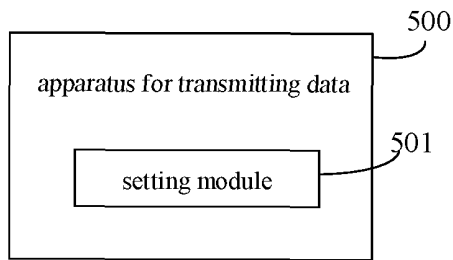 500
apparatus for transmitting data
501
setting module